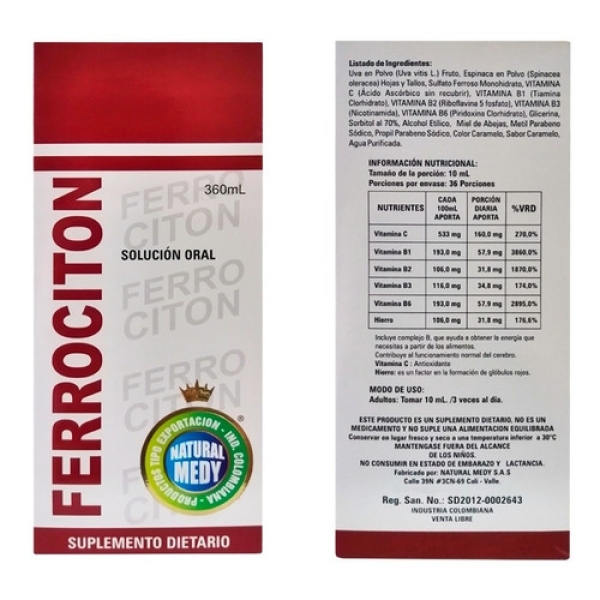 360mL
FERRO
CITON
SOLUCIÓN ORAL
FERRO
CITON
FERRO
CITON
FERROCITON
PRODUCTOS TIPO EXPORTACION - IND. COLOMBIANA -
NATURAL
MEDY
®
SUPLEMENTO DIETARIO
Listado de Ingredientes:
Uva en Polvo (Uva vitis L.) Fruto, Espinaca en Polvo (Spinacea
oleracea) Hojas y Tallos, Sulfato Ferroso Monohidrato, VITAMINA
C (Ácido Ascórbico sin recubrir), VITAMINA B1 (Tiamina
Clorhidrato), VITAMINA B2 (Riboflavina 5 fosfato), VITAMINA B3
(Nicotinamida), VITAMINA B6 (Piridoxina Clorhidrato), Glicerina,
Sorbitol al 70%, Alcohol Etílico, Miel de Abejas, Metil Parabeno
Sódico, Propil Parabeno Sódico, Color Caramelo, Sabor Caramelo,
Agua Purificada.
INFORMACIÓN NUTRICIONAL:
Tamaño de la porción: 10 mL
Porciones por envase: 36 Porciones
NUTRIENTES CADA 100mL APORTA PORCIÓN DIARIA APORTA %VRD
Vitamina C 533 mg 160,0 mg 270,0%
Vitamina B1 193,0 mg 57,9 mg 3860,0%
Vitamina B2 106,0 mg 31,8 mg 1870,0%
Vitamina B3 116,0 mg 34,8 mg 174,0%
Vitamina B6 193,0 mg 57,9 mg 2895,0%
Hierro 106,0 mg 31,8 mg 176,6%
Incluye complejo B, que ayuda a obtener la energía que
necesitas a partir de los alimentos.
Contribuye al funcionamiento normal del cerebro.
Vitamina C : Antioxidante
Hierro: es un factor en la formación de glóbulos rojos.
MODO DE USO:
Adultos: Tomar 10 mL. /3 veces al día.
ESTE PRODUCTO ES UN SUPLEMENTO DIETARIO. NO ES UN
MEDICAMENTO Y NO SUPLE UNA ALIMENTACION EQUILIBRADA
Conservar en lugar fresco y seco a una temperatura inferior a 30°C
MANTENGASE FUERA DEL ALCANCE
DE LOS NIÑOS.
NO CONSUMIR EN ESTADO DE EMBARAZO Y LACTANCIA.
Fabricado por: NATURAL MEDY S.A.S
Calle 39N #3CN-69 Cali - Valle.
Reg. San. No.: SD2012-0002643
INDUSTRIA COLOMBIANA
VENTA LIBRE